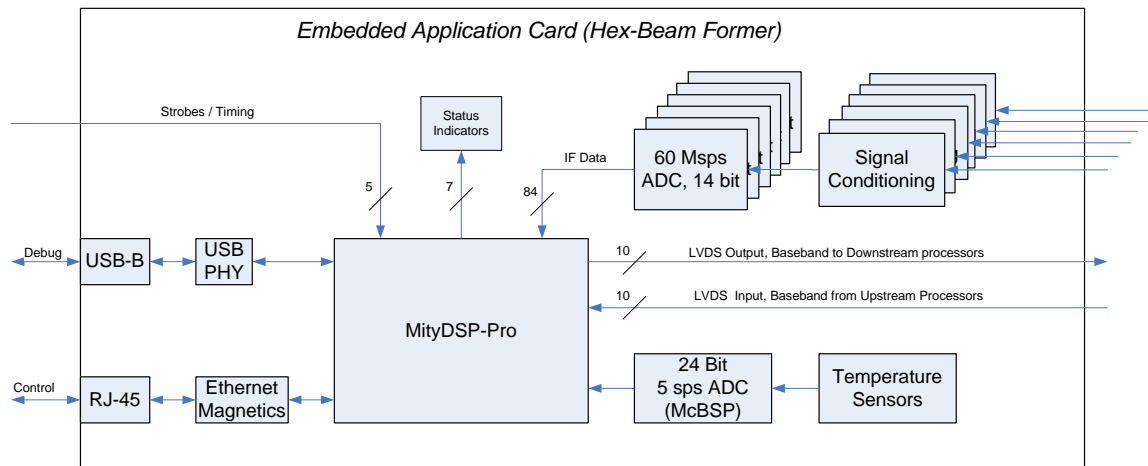 Embedded Application Card (Hex-Beam Former)
Strobes / Timing
Status
Indicators
IF Data
60 Msps
ADC, 14 bit
Signal
Conditioning
5
7
84
Debug
USB-B
USB
PHY
10
LVDS Output, Baseband to Downstream processors
10
LVDS Input, Baseband from Upstream Processors
MityDSP-Pro
Control
RJ-45
Ethernet
Magnetics
24 Bit
5 sps ADC
(McBSP)
Temperature
Sensors